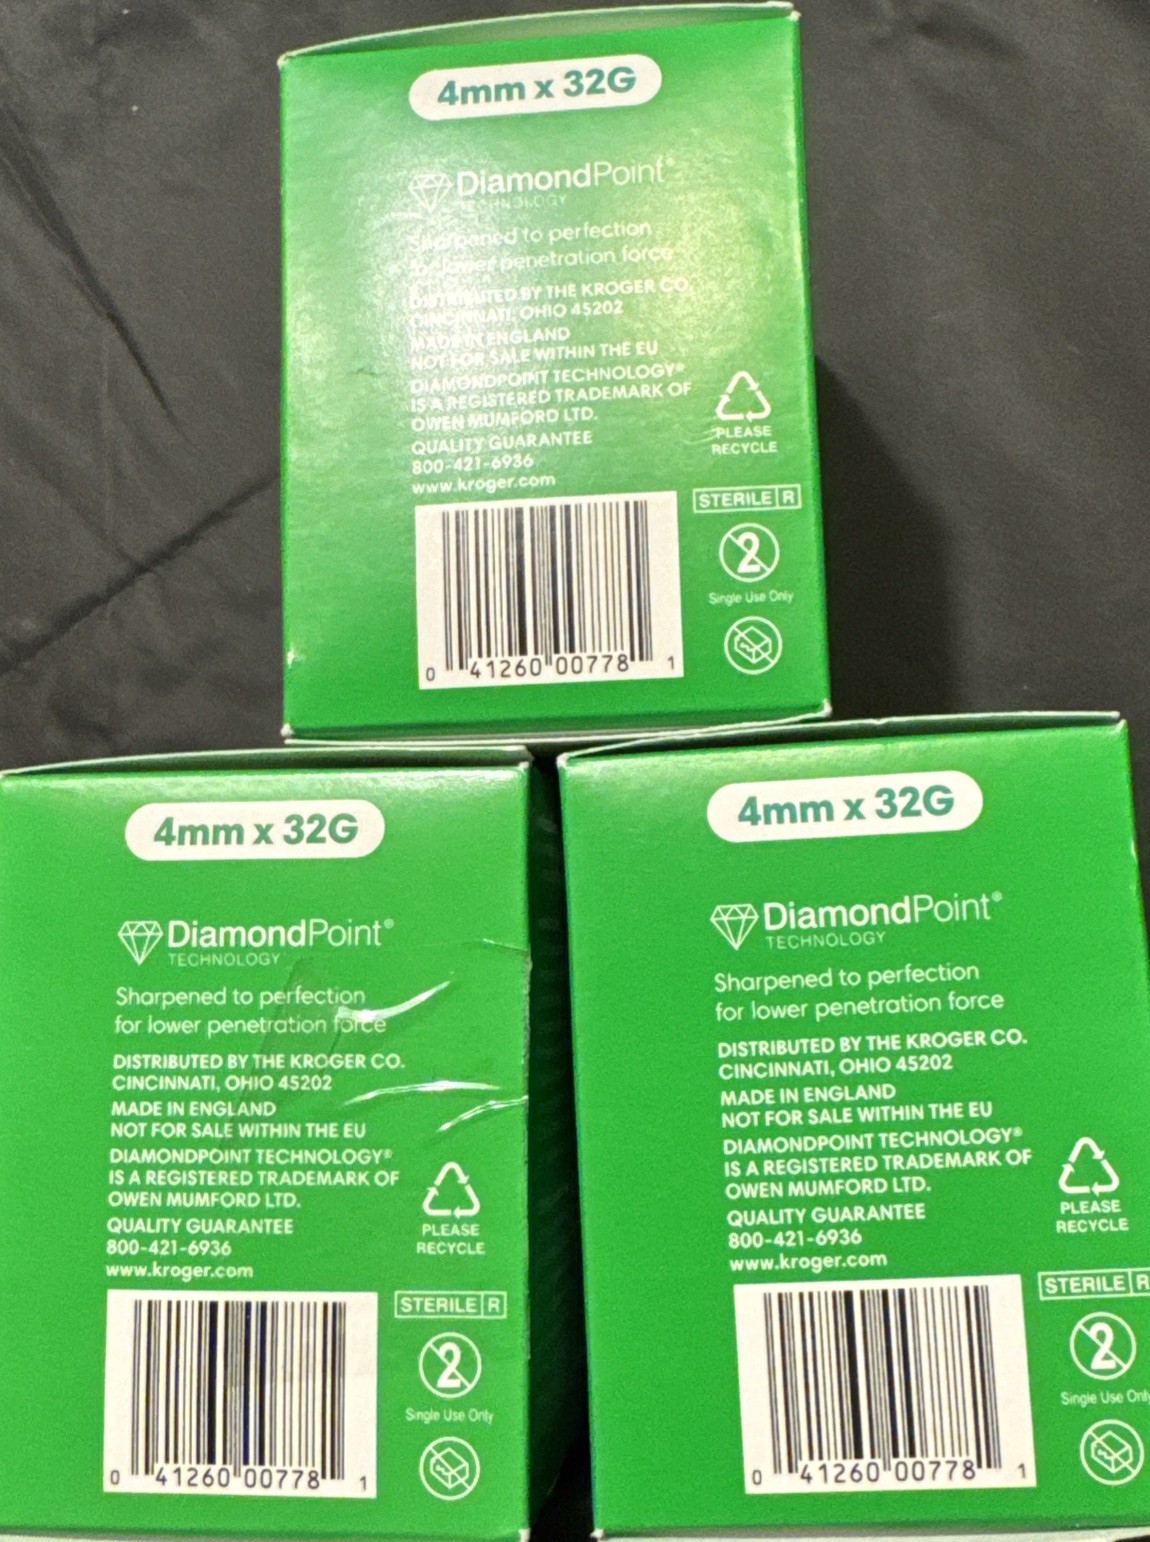 4mm x 32G
DiamondPoint®
TECHNOLOGY
Sharpened to perfection
for lower penetration force
DISTRIBUTED BY THE KROGER CO.
CINCINNATI, OHIO 45202
MADE IN ENGLAND
NOT FOR SALE WITHIN THE EU
DIAMONDPOINT TECHNOLOGY®
IS A REGISTERED TRADEMARK OF
OWEN MUMFORD LTD.
QUALITY GUARANTEE
800-421-6936
www.kroger.com
PLEASE
RECYCLE
STERILE R
2
Single Use Only
0 41260 00778 1
4mm x 32G
DiamondPoint®
TECHNOLOGY
Sharpened to perfection
for lower penetration force
DISTRIBUTED BY THE KROGER CO.
CINCINNATI, OHIO 45202
MADE IN ENGLAND
NOT FOR SALE WITHIN THE EU
DIAMONDPOINT TECHNOLOGY®
IS A REGISTERED TRADEMARK OF
OWEN MUMFORD LTD.
QUALITY GUARANTEE
800-421-6936
www.kroger.com
PLEASE
RECYCLE
STERILE R
2
Single Use Only
0 41260 00778 1
4mm x 32G
DiamondPoint®
TECHNOLOGY
Sharpened to perfection
for lower penetration force
DISTRIBUTED BY THE KROGER CO.
CINCINNATI, OHIO 45202
MADE IN ENGLAND
NOT FOR SALE WITHIN THE EU
DIAMONDPOINT TECHNOLOGY®
IS A REGISTERED TRADEMARK OF
OWEN MUMFORD LTD.
QUALITY GUARANTEE
800-421-6936
www.kroger.com
PLEASE
RECYCLE
STERILE R
2
Single Use Only
0 41260 00778 1